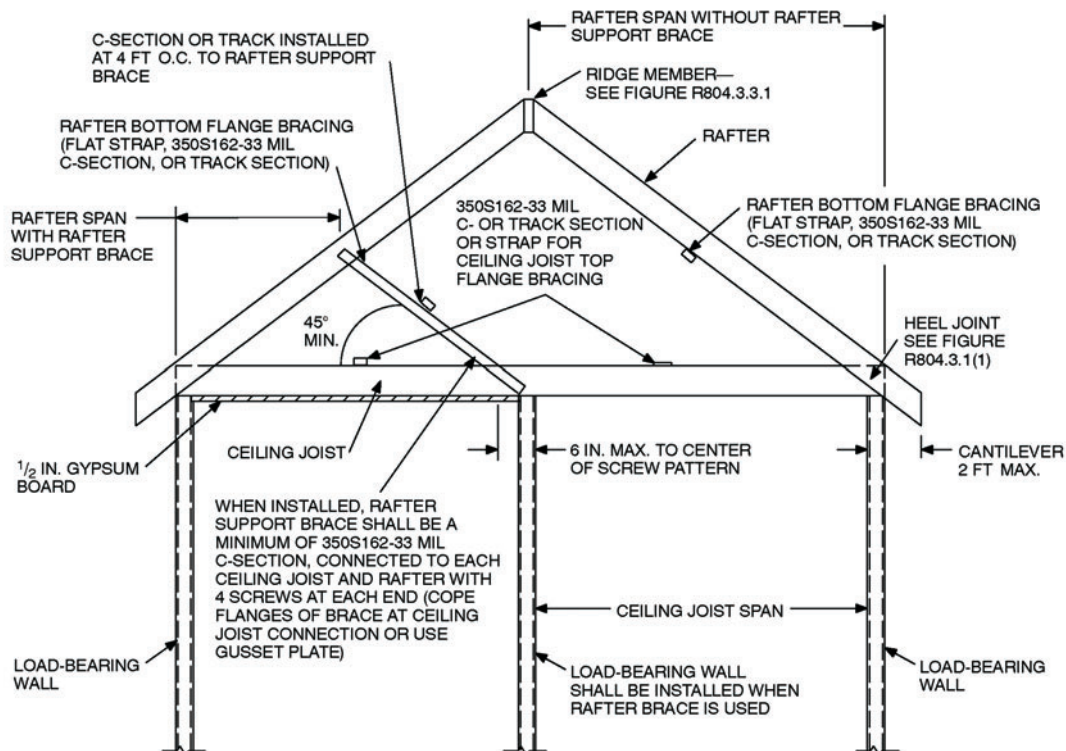 RAFTER SPAN WITHOUT RAFTER
SUPPORT BRACE
C-SECTION OR TRACK INSTALLED
AT 4 FT O.C. TO RAFTER SUPPORT
BRACE
RIDGE MEMBER—
SEE FIGURE R804.3.3.1
RAFTER BOTTOM FLANGE BRACING
(FLAT STRAP, 350S162-33 MIL
C-SECTION, OR TRACK SECTION)
RAFTER
RAFTER SPAN
WITH RAFTER
SUPPORT BRACE
350S162-33 MIL
C- OR TRACK SECTION
OR STRAP FOR
CEILING JOIST TOP
FLANGE BRACING
RAFTER BOTTOM FLANGE BRACING
(FLAT STRAP, 350S162-33 MIL
C-SECTION, OR TRACK SECTION)
45°
MIN.
HEEL JOINT
SEE FIGURE
R804.3.1(1)
1/2 IN. GYPSUM
BOARD
CEILING JOIST
6 IN. MAX. TO CENTER
OF SCREW PATTERN
CANTILEVER
2 FT MAX.
WHEN INSTALLED, RAFTER
SUPPORT BRACE SHALL BE A
MINIMUM OF 350S162-33 MIL
C-SECTION, CONNECTED TO EACH
CEILING JOIST AND RAFTER WITH
4 SCREWS AT EACH END (COPE
FLANGES OF BRACE AT CEILING
JOIST CONNECTION OR USE
GUSSET PLATE)
CEILING JOIST SPAN
LOAD-BEARING
WALL
LOAD-BEARING WALL
SHALL BE INSTALLED WHEN
RAFTER BRACE IS USED
LOAD-BEARING
WALL